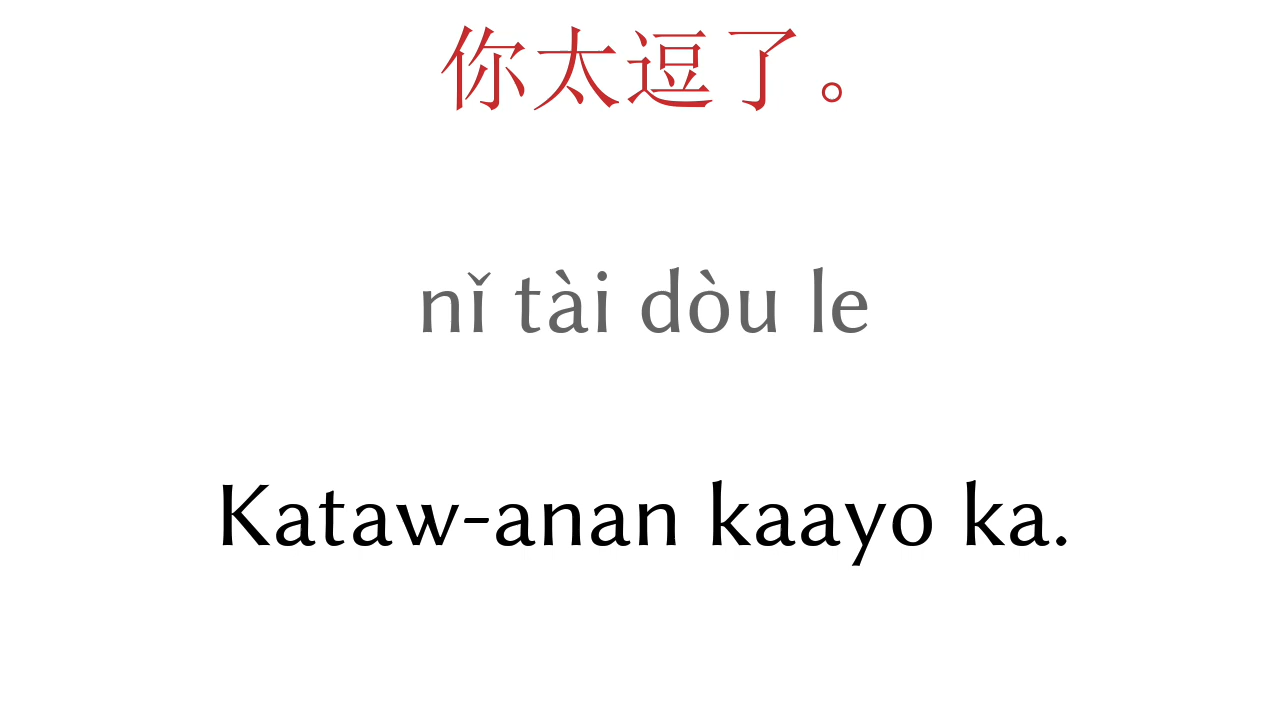 你太逗了。
nǐ tài dòu le
Kataw-anan kaayo ka.